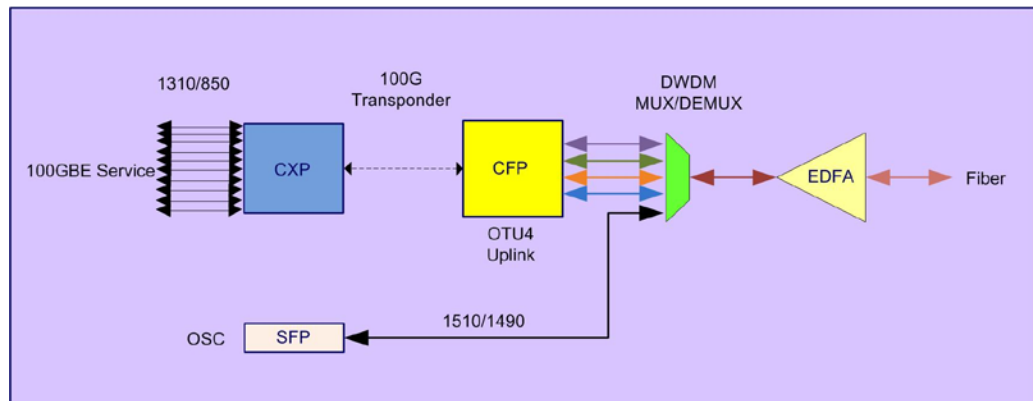 1310/850
100G
Transponder
DWDM
MUX/DEMUX
100GBE Service
CXP
CFP
EDFA
Fiber
OTU4
Uplink
1510/1490
OSC
SFP